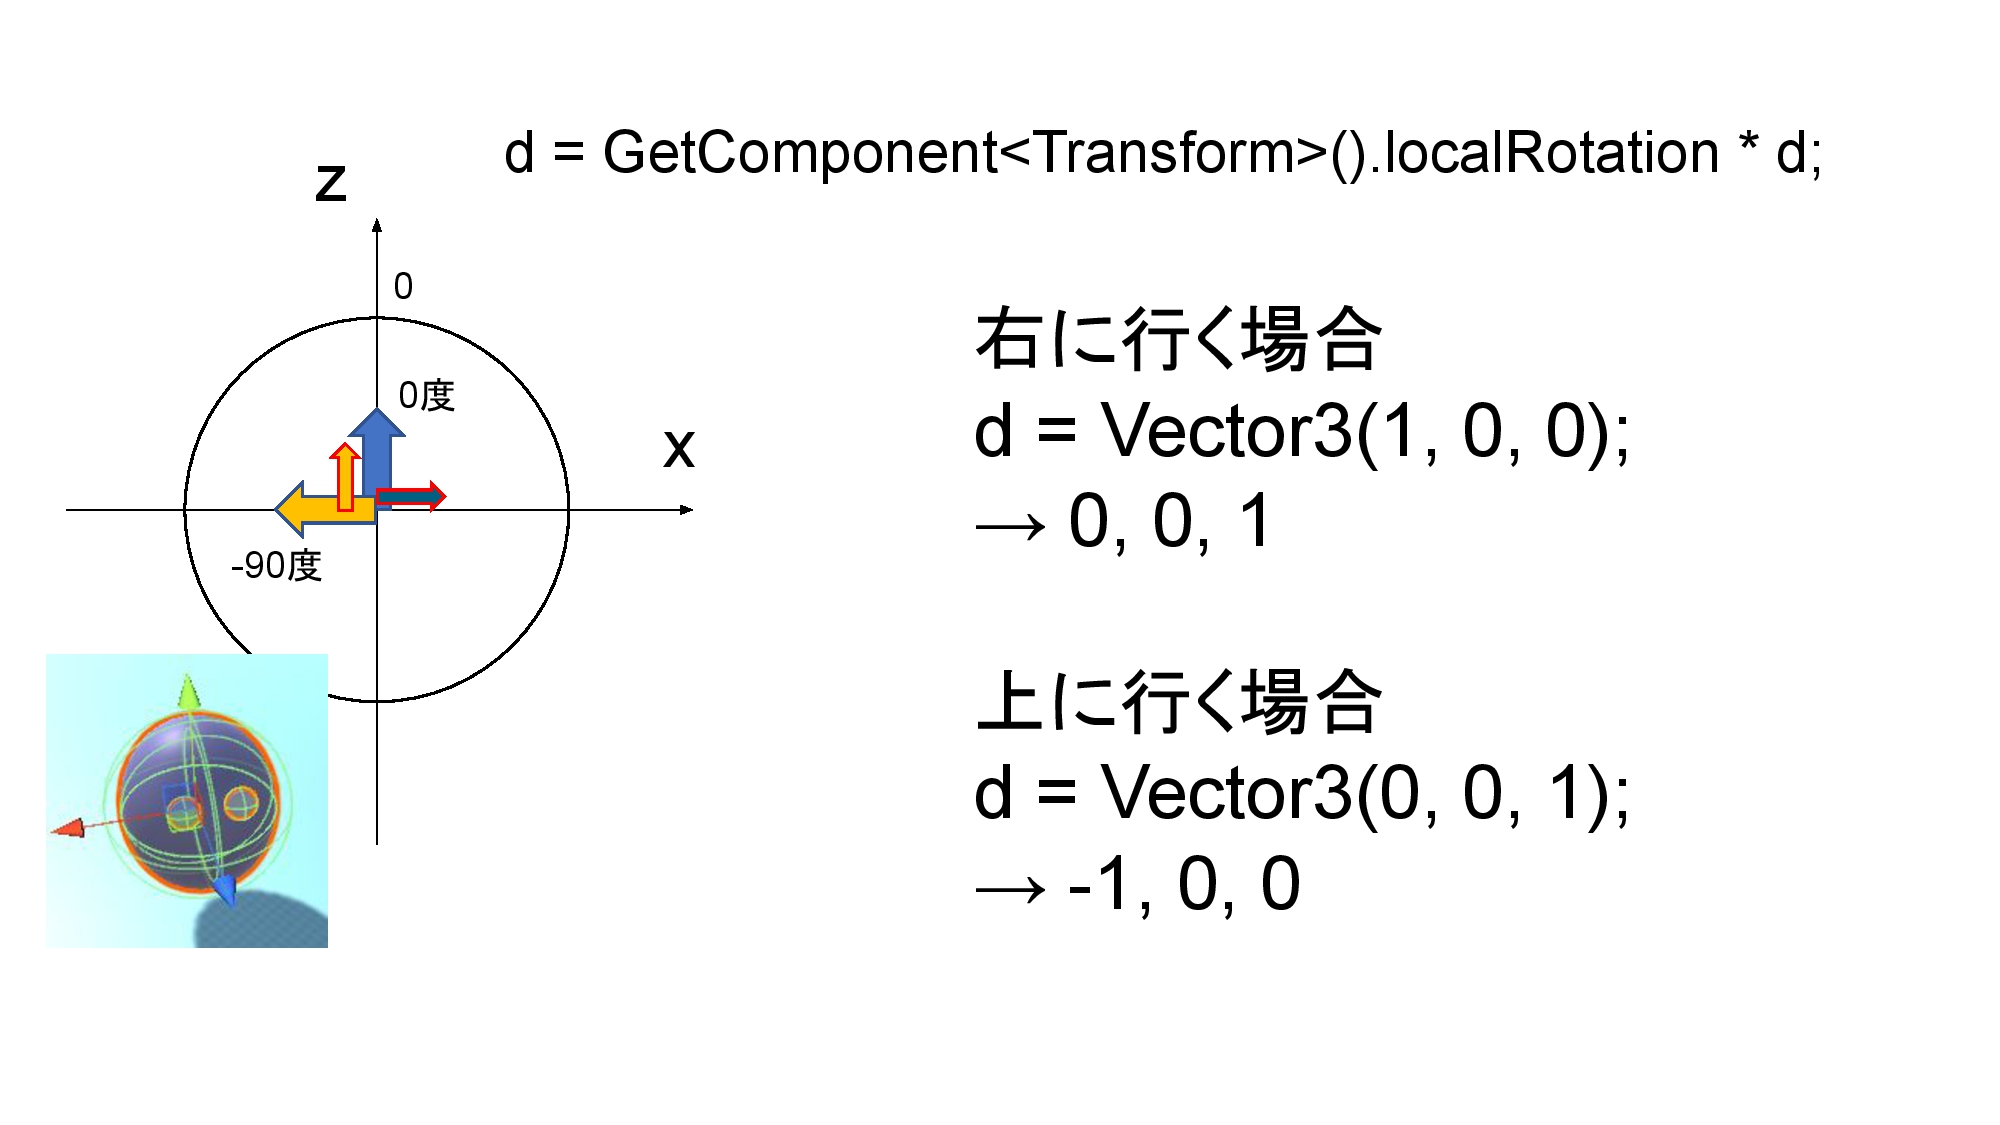 d = GetComponent<Transform>().localRotation * d;
z
0
0度
x
-90度
右に行く場合
d = Vector3(1, 0, 0);
→ 0, 0, 1
上に行く場合
d = Vector3(0, 0, 1);
→ -1, 0, 0